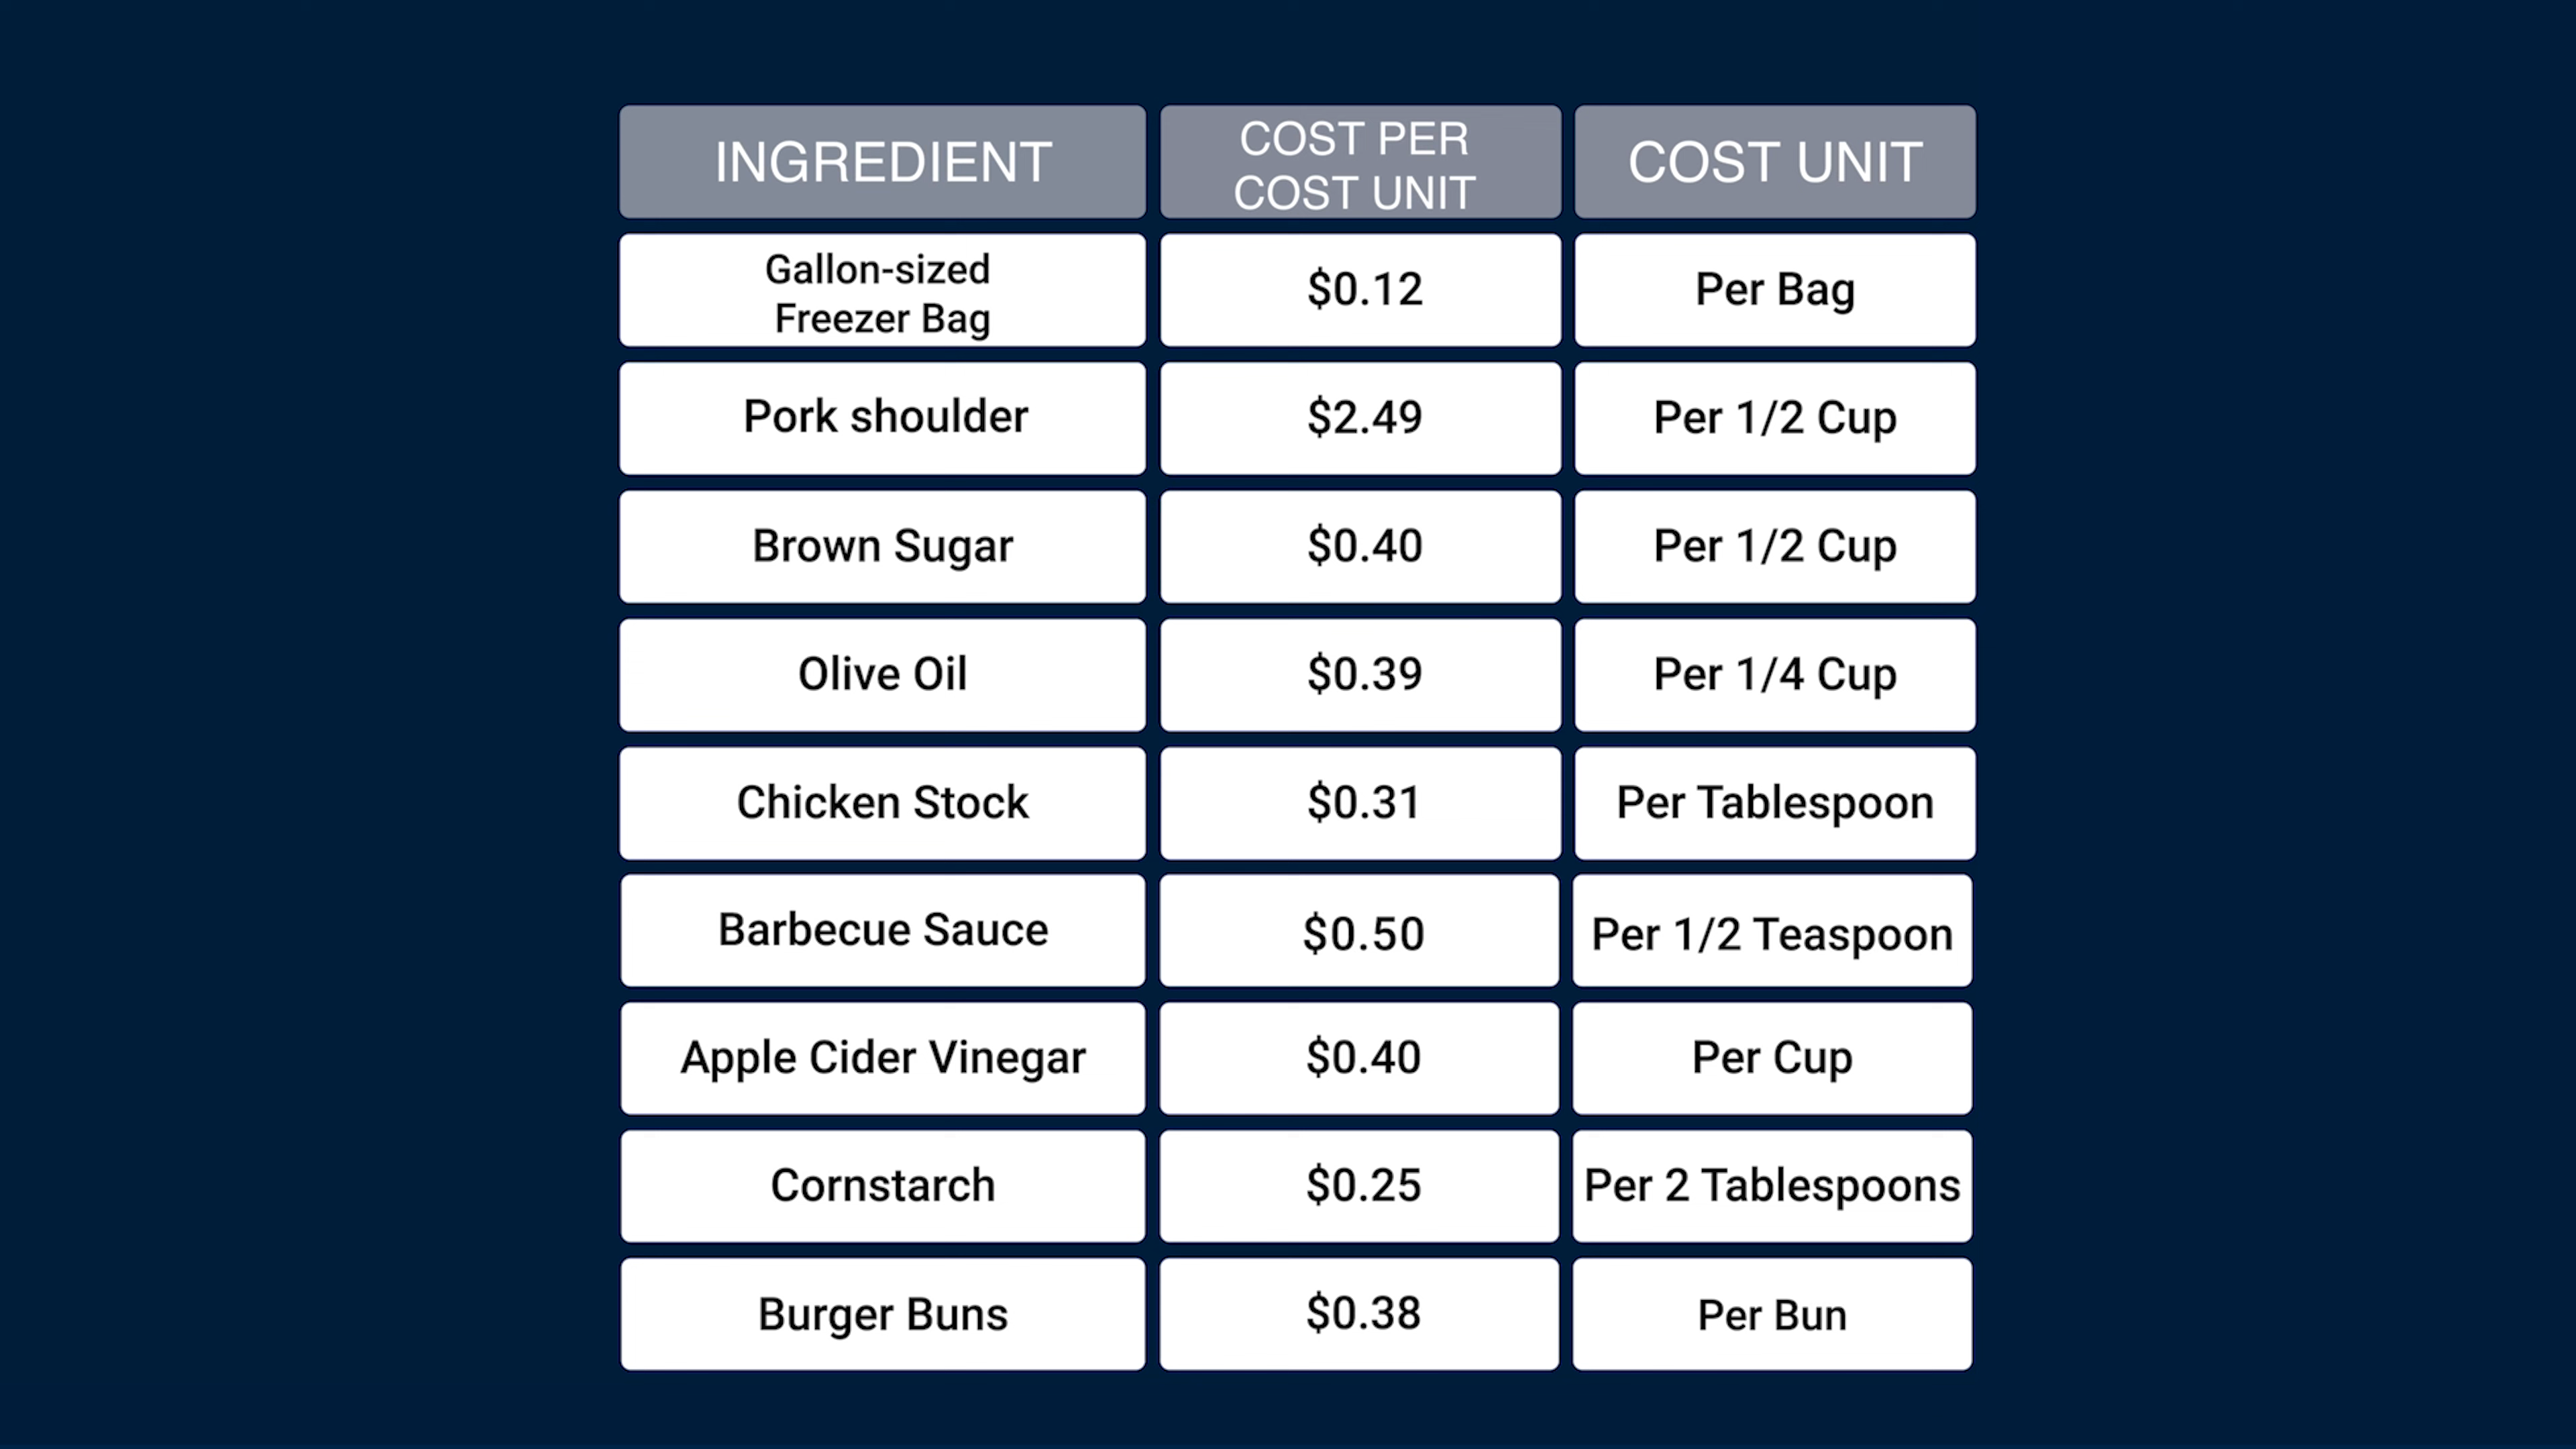 INGREDIENT
COST PER
COST UNIT
COST UNIT
Gallon-sized
Freezer Bag
$0.12
Per Bag
Pork shoulder
$2.49
Per 1/2 Cup
Brown Sugar
$0.40
Per 1/2 Cup
Olive Oil
$0.39
Per 1/4 Cup
Chicken Stock
$0.31
Per Tablespoon
Barbecue Sauce
$0.50
Per 1/2 Teaspoon
Apple Cider Vinegar
$0.40
Per Cup
Cornstarch
$0.25
Per 2 Tablespoons
Burger Buns
$0.38
Per Bun